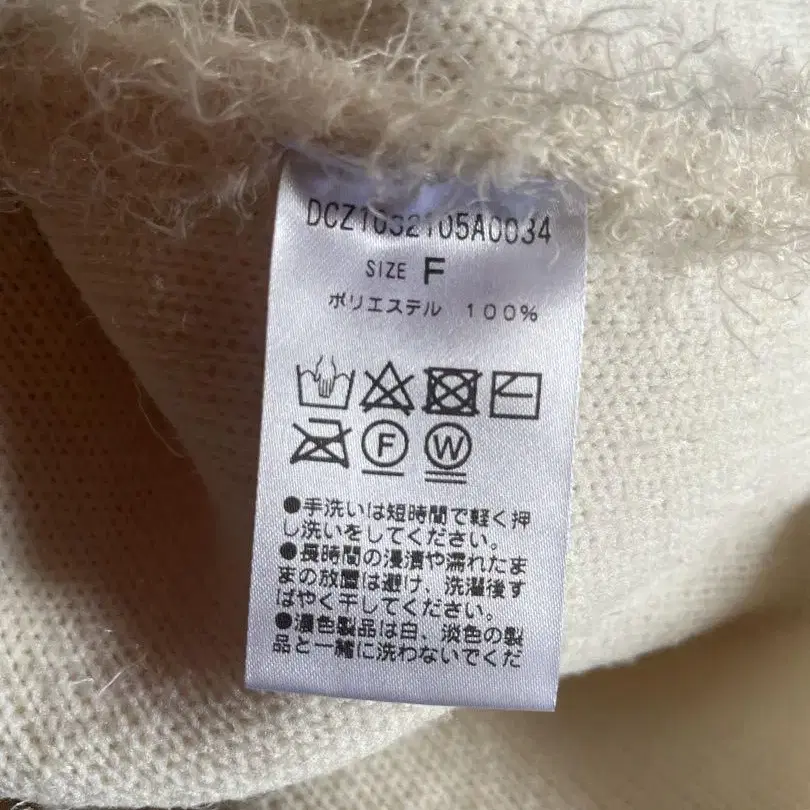 DCZ1032105A0034
SIZE F
ポリエステル 100%
F
W
●手洗いは短時間で軽く押
し洗いをしてください。
●長時間の浸漬や濡れたま
まの放置は避け、洗濯後す
ばやく干してください。
●濃色製品は白、淡色の製
品と一緒に洗わないでくだ